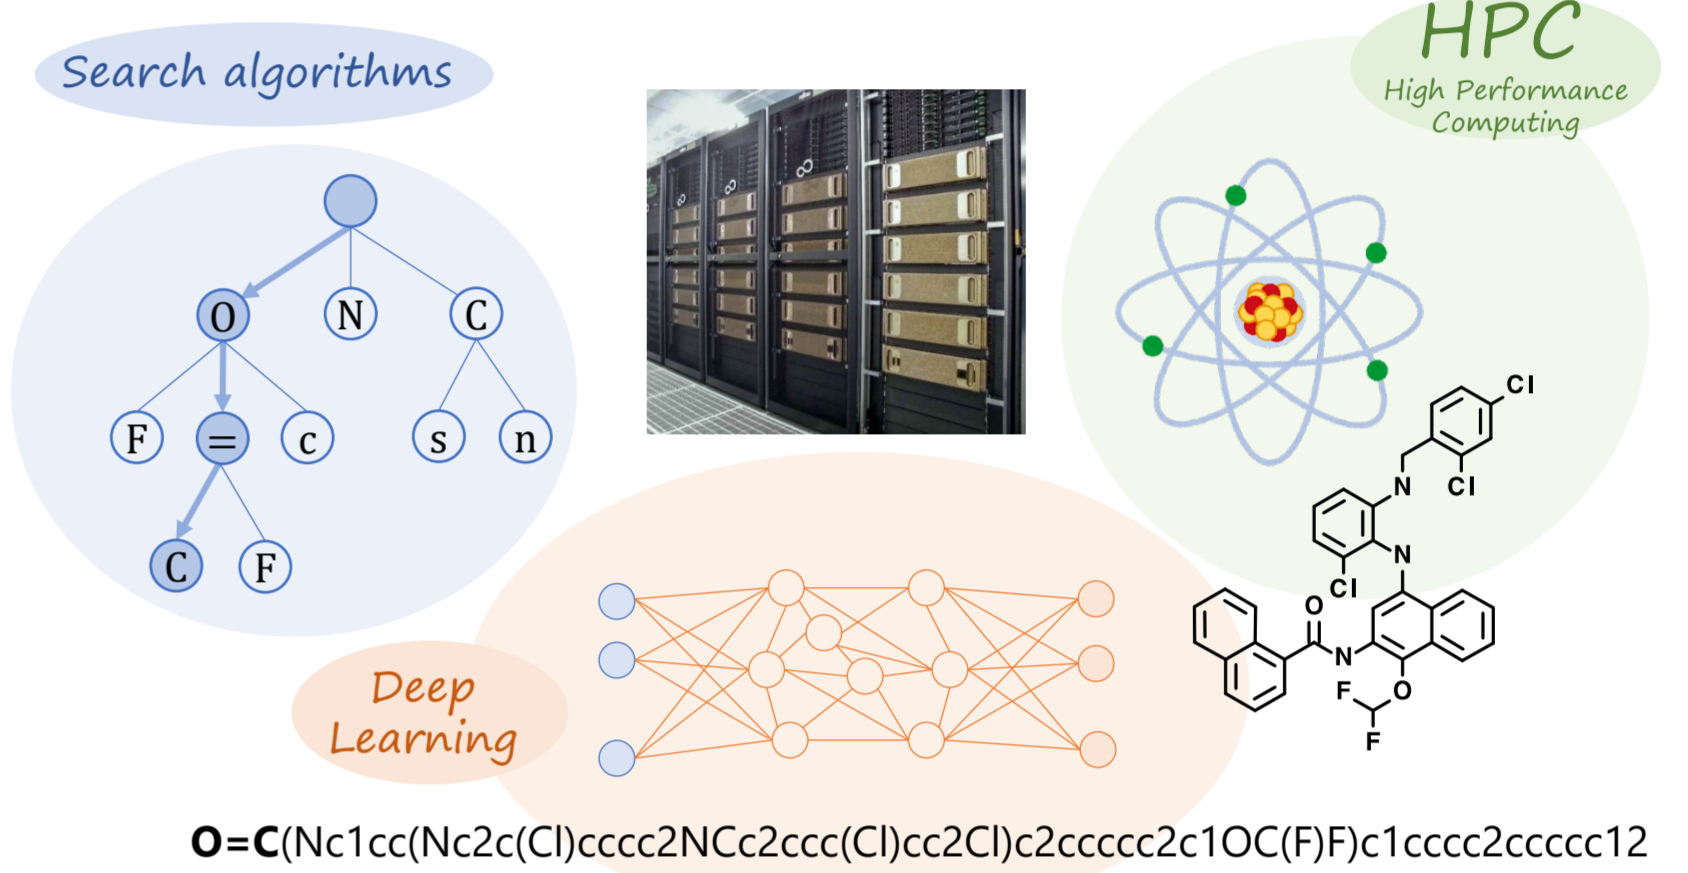 Search algorithms
HPC
High Performance
Computing
O
N
C
F
=
c
s
n
C
F
Cl
N
Cl
N
Cl
O
N
O
F
F
Deep
Learning
O=C(Nc1cc(Nc2c(Cl)cccc2NCc2ccc(Cl)cc2Cl)c2ccccc2c1OC(F)F)c1cccc2ccccc12